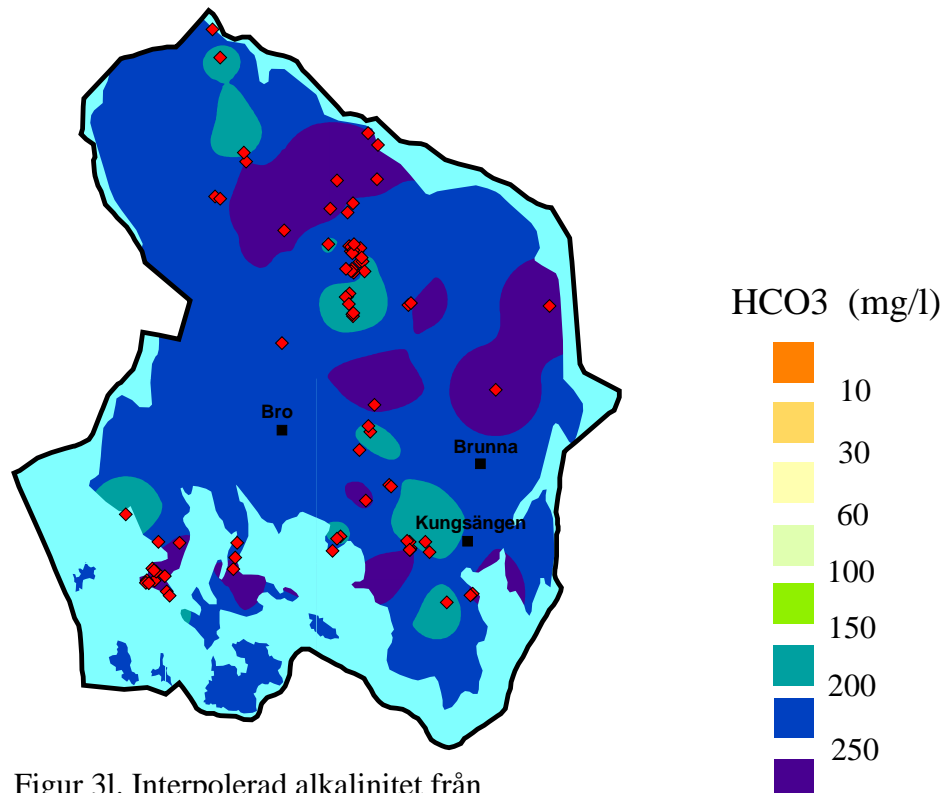 HCO3 (mg/l)
10
30
60
100
150
200
250
Bro
Brunna
Kungsängen
Figur 3l. Interpolerad alkalinitet från